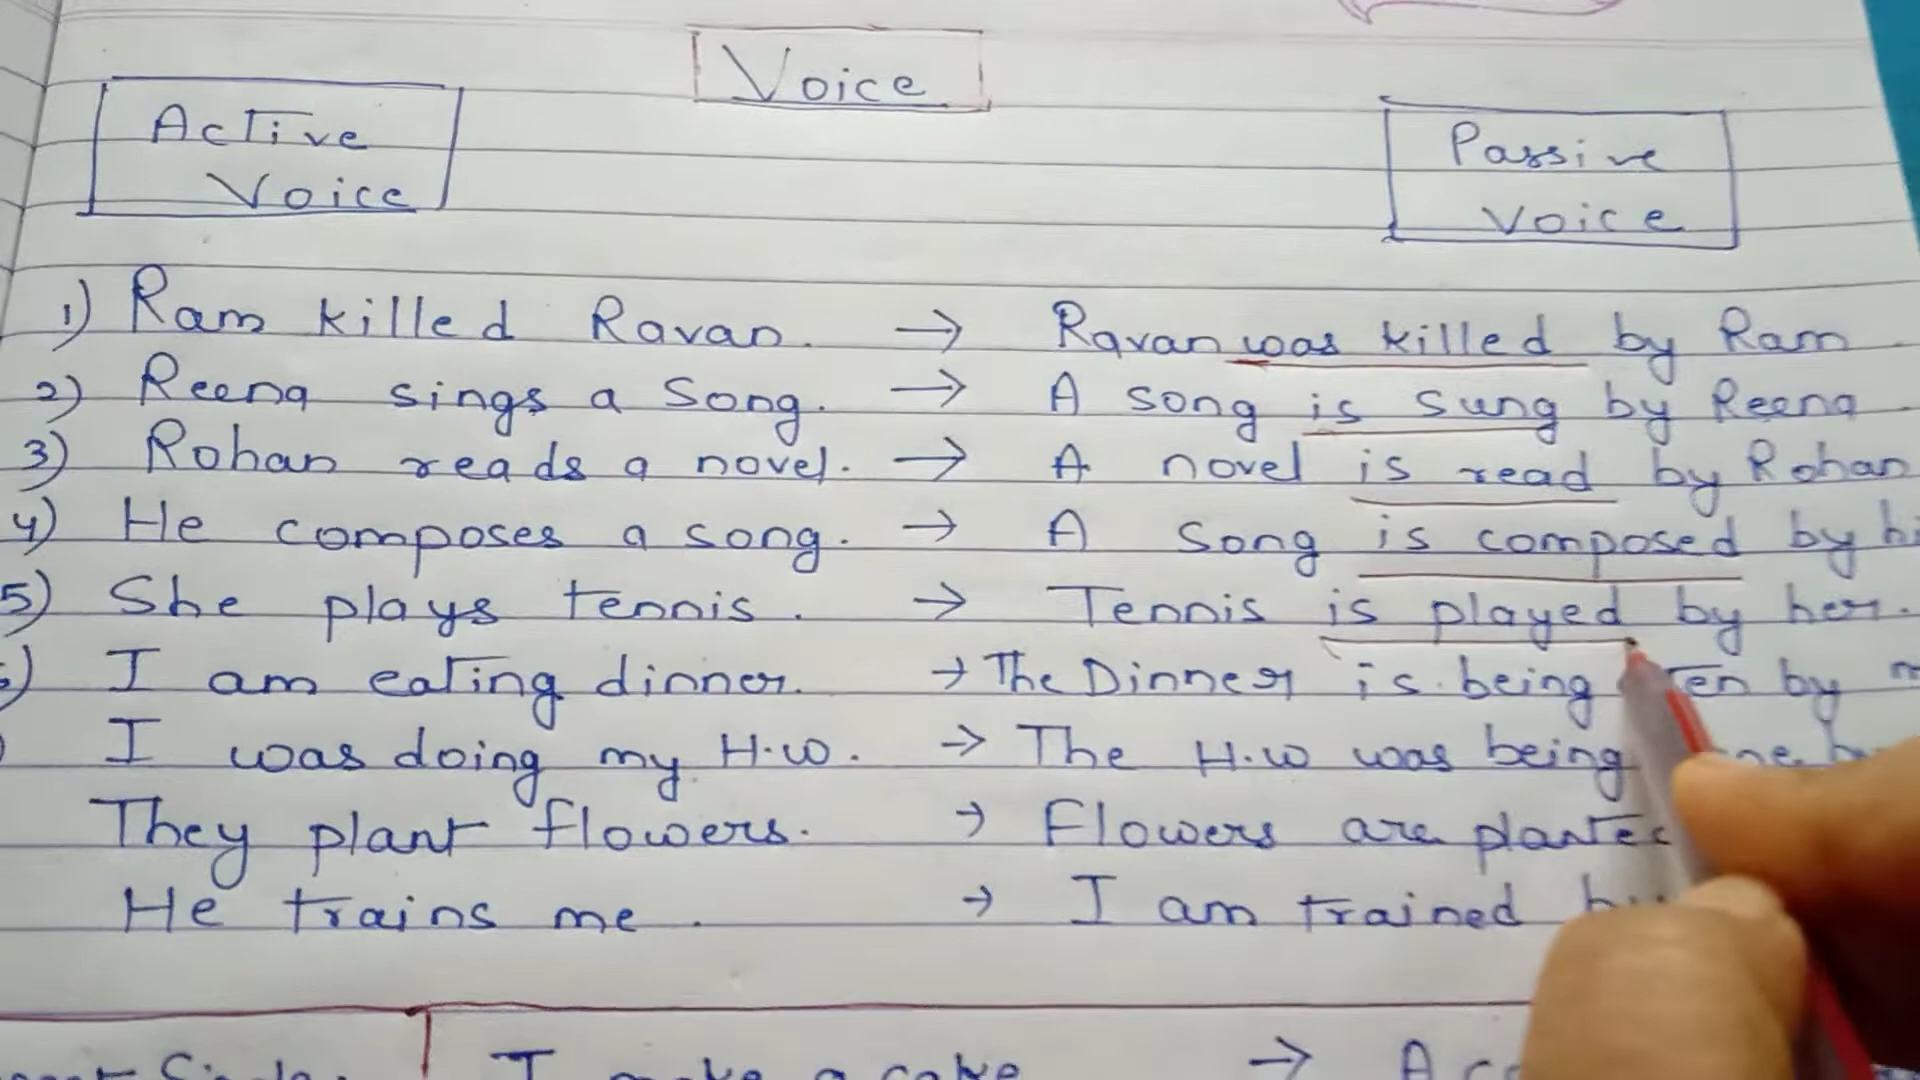 Voice
Active
Voice
Passive
Voice
1) Ram killed Ravan. → Ravan was killed by Ram
2) Reena sings a Song. → A song is sung by Reena
3) Rohan reads a novel. → A novel is read by Rohan
4) He composes a song. → A Song is composed by
5) She plays tennis. → Tennis is played by her.
I am eating dinner. → The Dinner is being by
I was doing my H.W. → The H.W was being
They plant flowers. → Flowers are
He trains me. → I am trained
I make a cake →